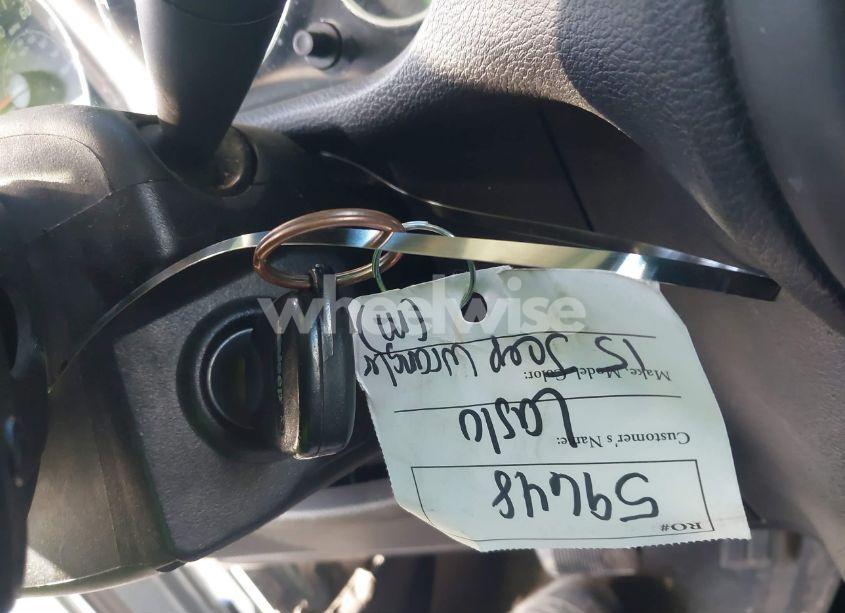 RO#
59648
Customer's Name:
Laslo
Make: Model: Color:
15 Jeep Wrangler
(W)
wheelwise